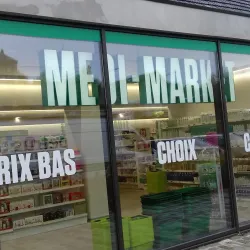 MEDI MARKET
RIX BAS
CHOIX
C